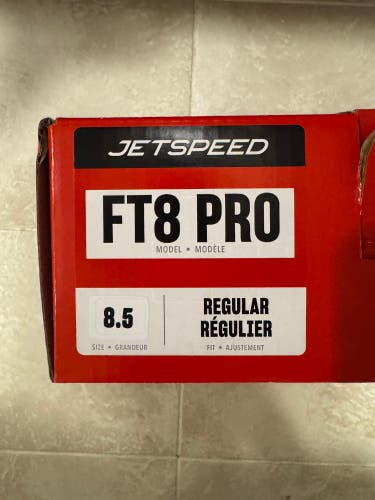 JETSPEED
FT8 PRO
MODEL • MODÈLE
8.5
SIZE • GRANDEUR
REGULAR
RÉGULIER
FIT • AJUSTEMENT